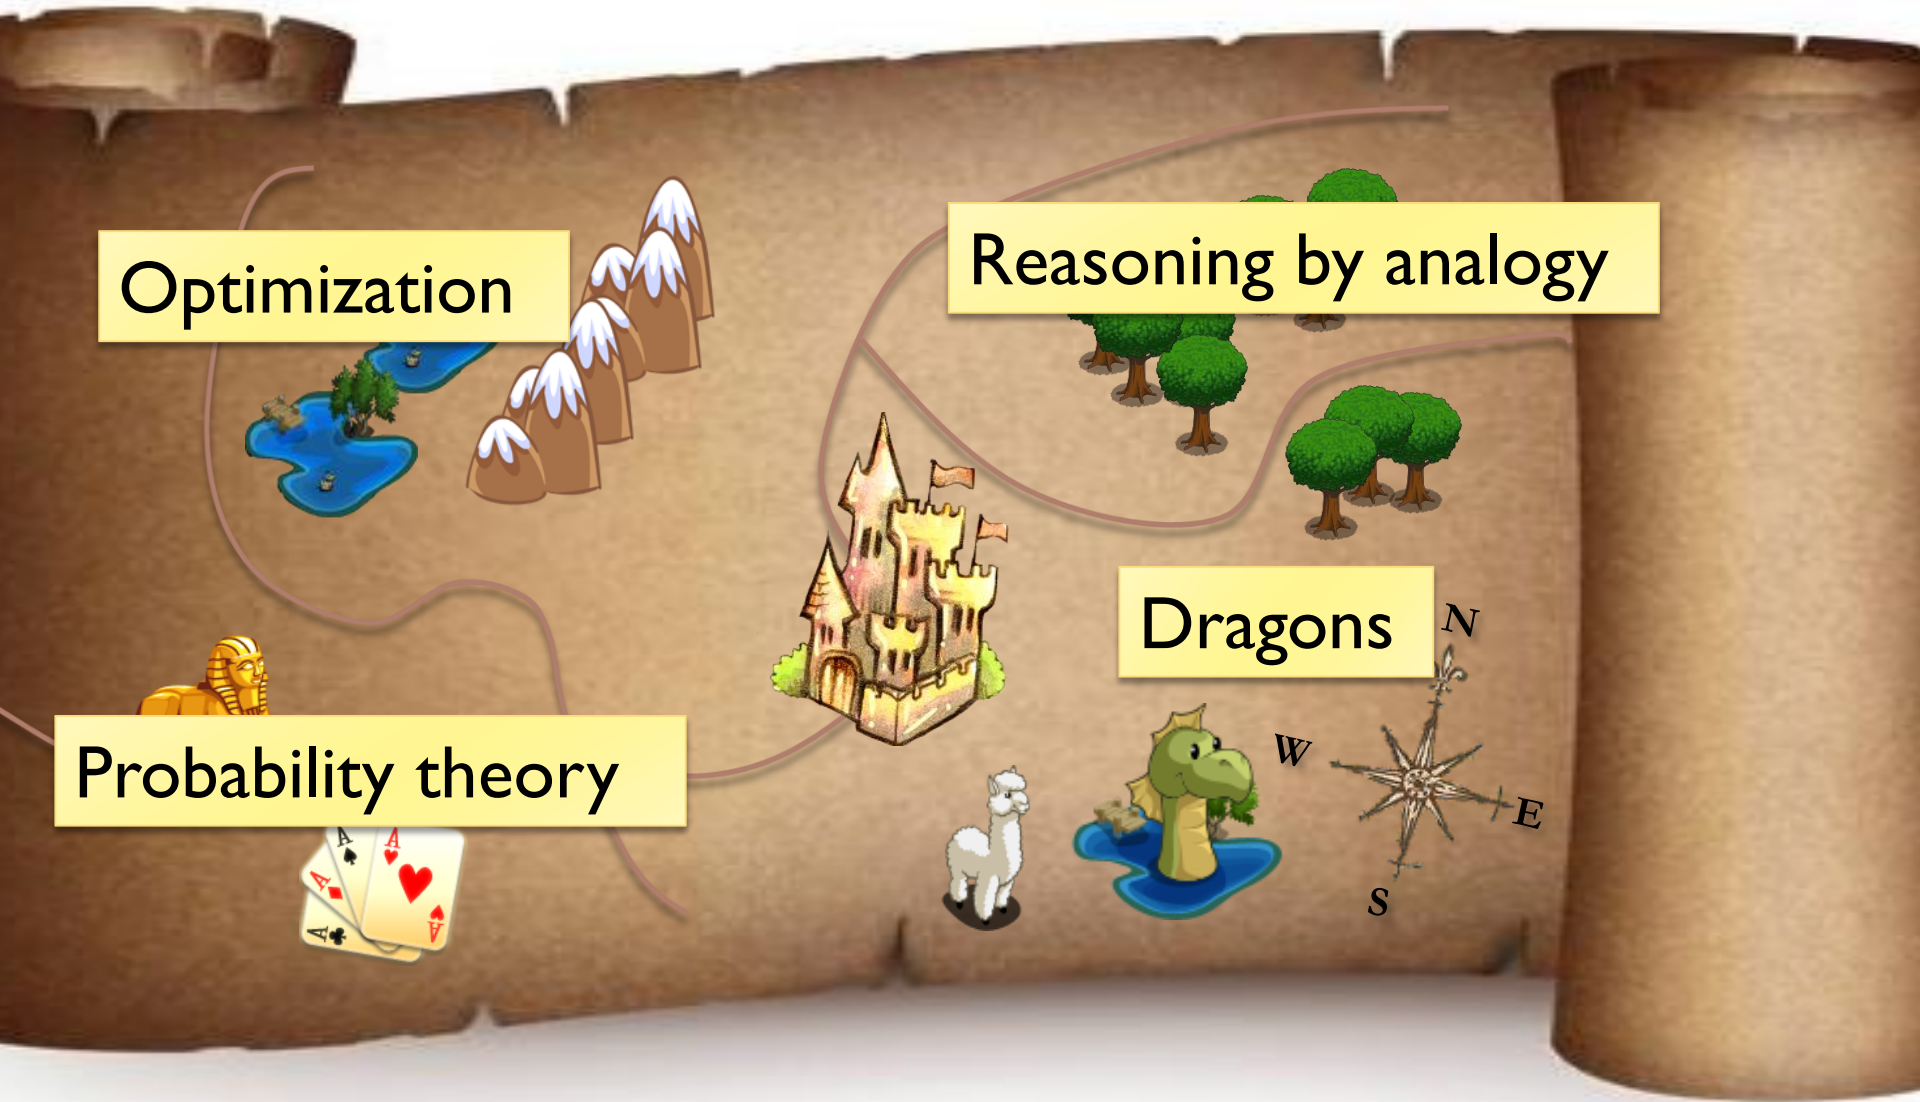 Optimization
Reasoning by analogy
Dragons
N
W
E
S
Probability theory
A
A
A
A
A